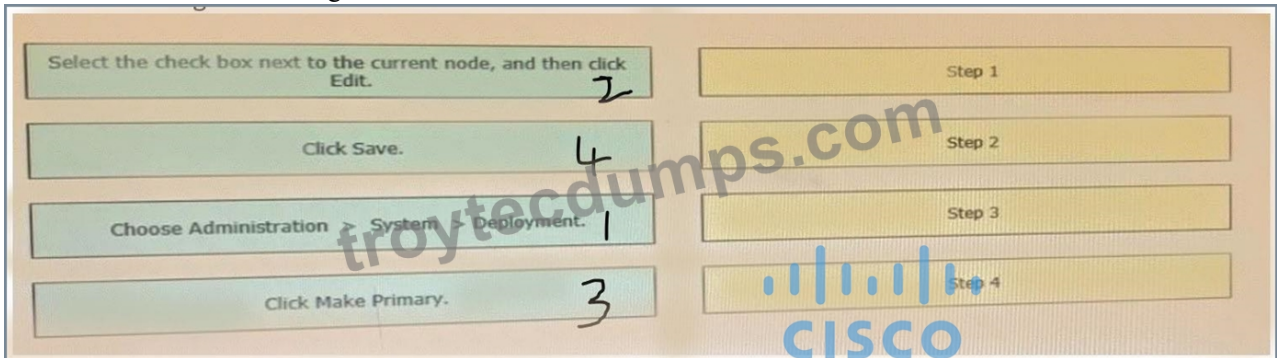 Select the check box next to the current node, and then click
Edit.
2
Step 1
Click Save.
4
Step 2
Choose Administration > System > Deployment.
1
Step 3
Click Make Primary.
3
Step 4
troytecdumps.com
CISCO